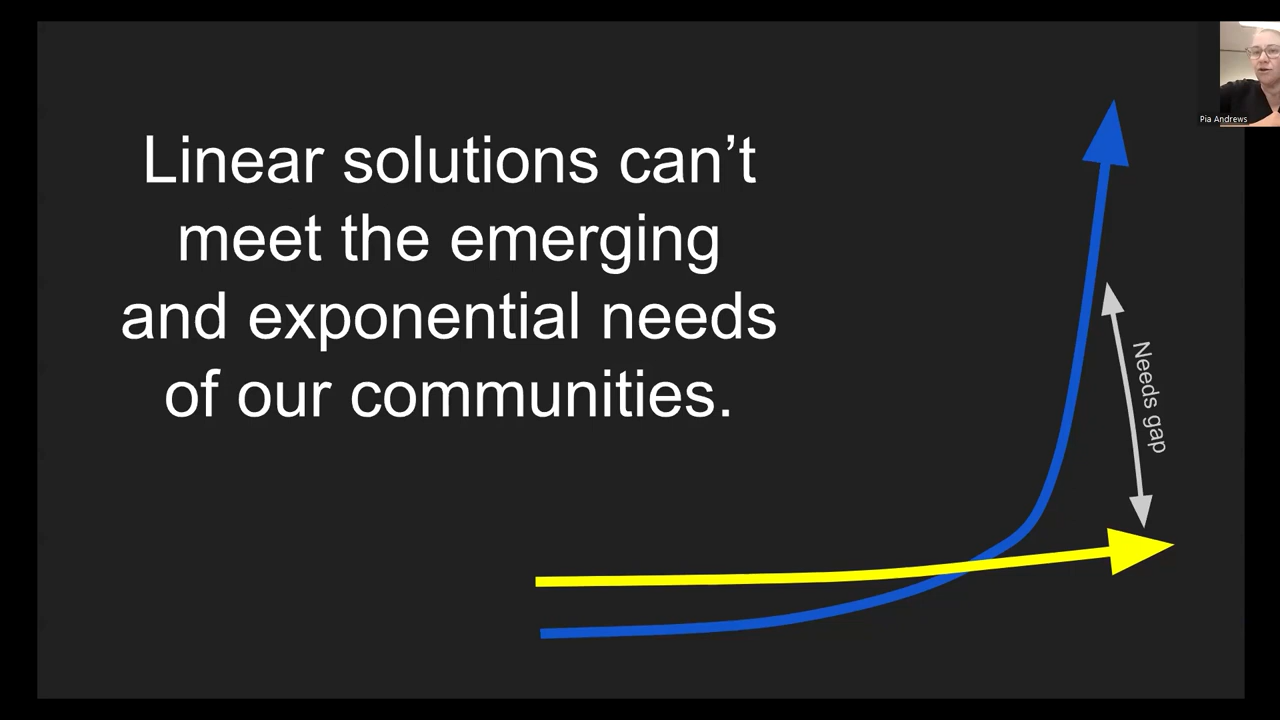 Linear solutions can’t
meet the emerging
and exponential needs
of our communities.
Needs gap
Pia Andrews